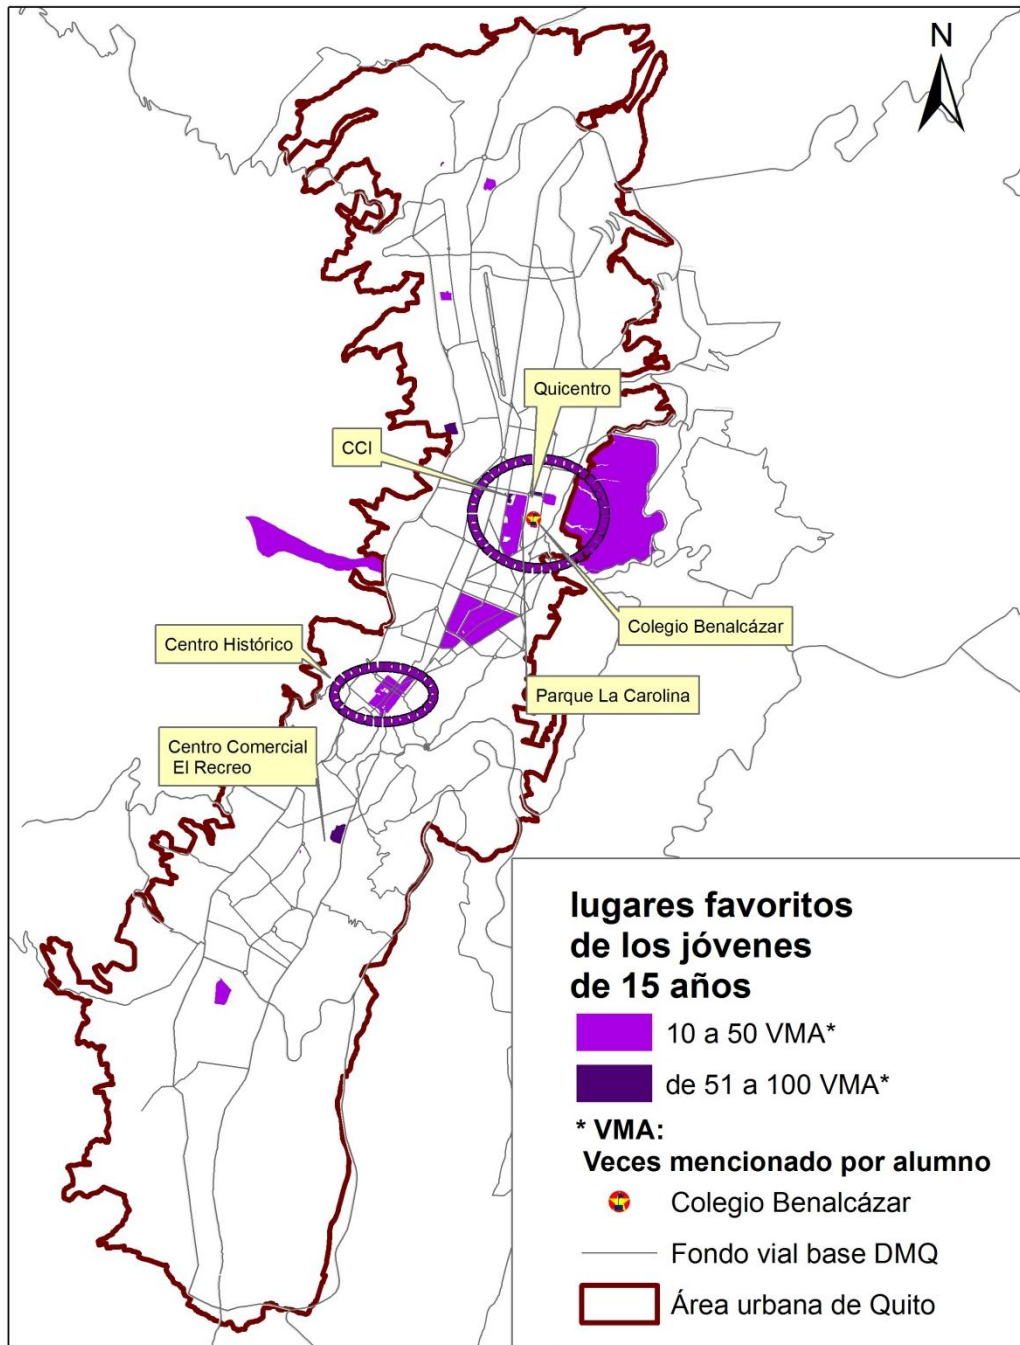 N
Quicentro
CCI
Colegio Benalcázar
Centro Histórico
Parque La Carolina
Centro Comercial
El Recreo
lugares favoritos
de los jóvenes
de 15 años
10 a 50 VMA*
de 51 a 100 VMA*
* VMA:
Veces mencionado por alumno
Colegio Benalcázar
Fondo vial base DMQ
Área urbana de Quito